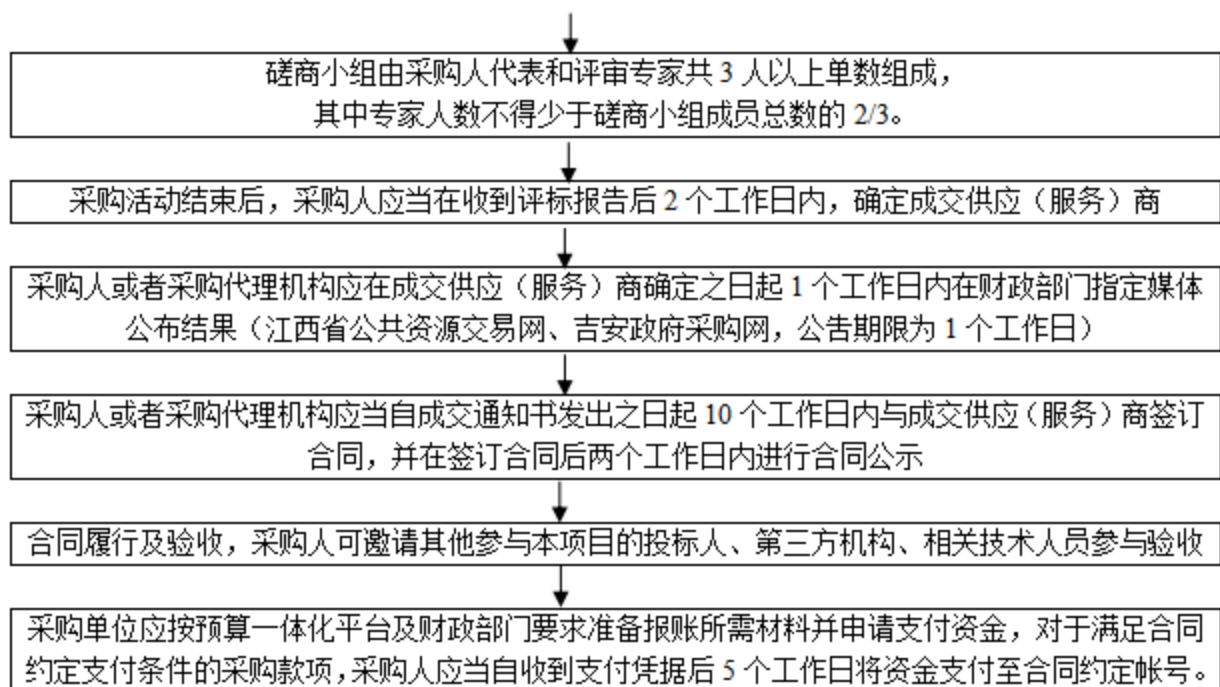 磋商小组由采购人代表和评审专家共 3 人以上单数组成，
其中专家人数不得少于磋商小组成员总数的 2/3。
采购活动结束后，采购人应当在收到评标报告后 2 个工作日内，确定成交供应（服务）商
采购人或者采购代理机构应在成交供应（服务）商确定之日起 1 个工作日内在财政部门指定媒体
公布结果（江西省公共资源交易网、吉安政府采购网，公告期限为 1 个工作日）
采购人或者采购代理机构应当自成交通知书发出之日起 10 个工作日内与成交供应（服务）商签订
合同，并在签订合同后两个工作日内进行合同公示
合同履行及验收，采购人可邀请其他参与本项目的投标人、第三方机构、相关技术人员参与验收
采购单位应按预算一体化平台及财政部门要求准备报账所需材料并申请支付资金，对于满足合同
约定支付条件的采购款项，采购人应当自收到支付凭据后 5 个工作日将资金支付至合同约定帐号。